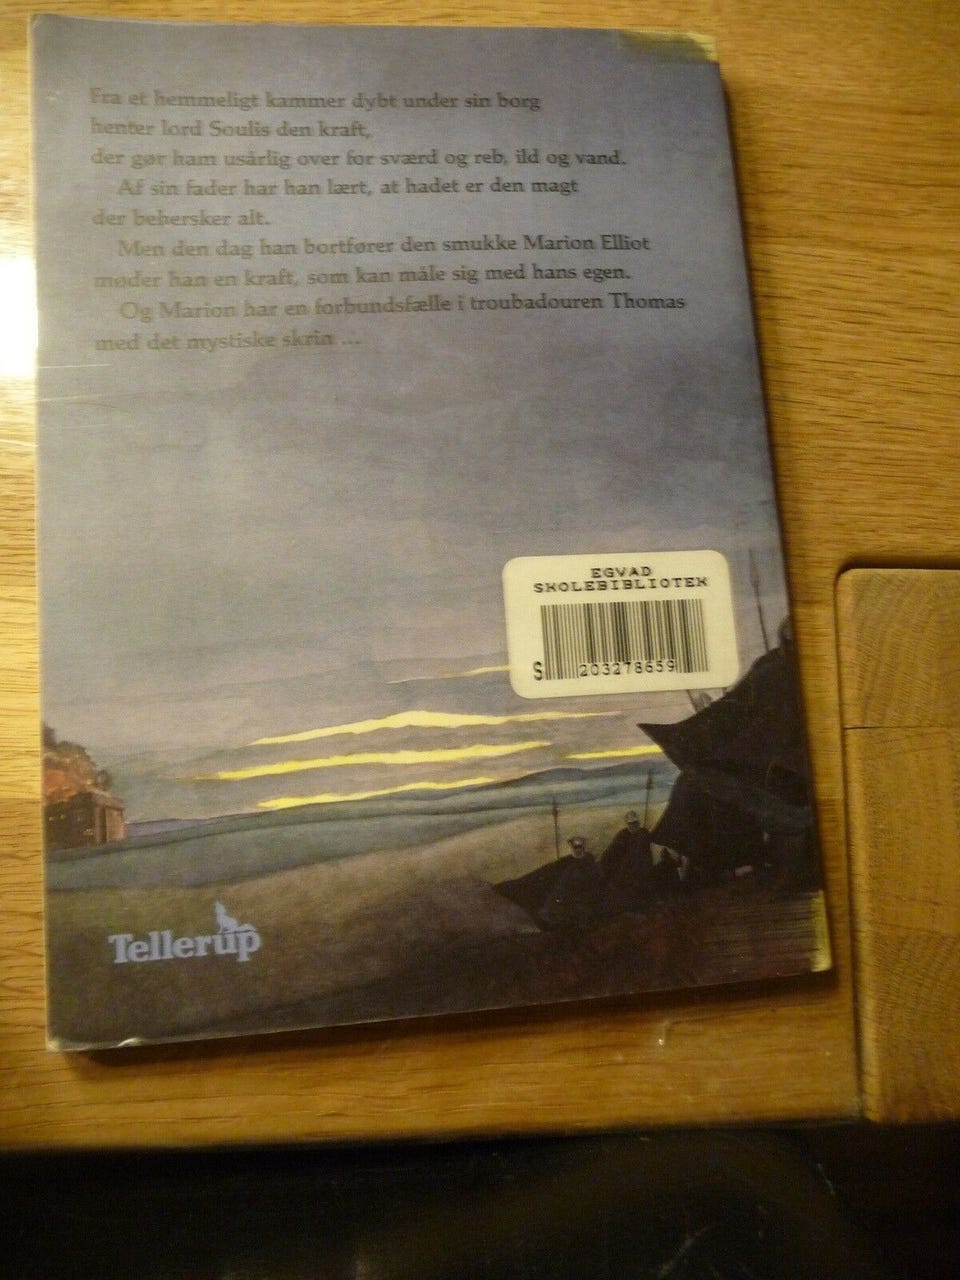 Fra et hemmeligt kammer dybt under sin borg
henter lord Soulis den kraft,
der gør ham usårlig over for sværd og reb, ild og vand.
Af sin fader har han lært, at hadet er den magt
der behersker alt.
Men den dag han bortfører den smukke Marion Elliot
møder han en kraft, som kan måle sig med hans egen.
Og Marion har en forbundsfælle i troubadouren Thomas
med det mystiske skrin ...
EGVAD
SKOLEBIBLIOTEK
S 203278659
Tellerup